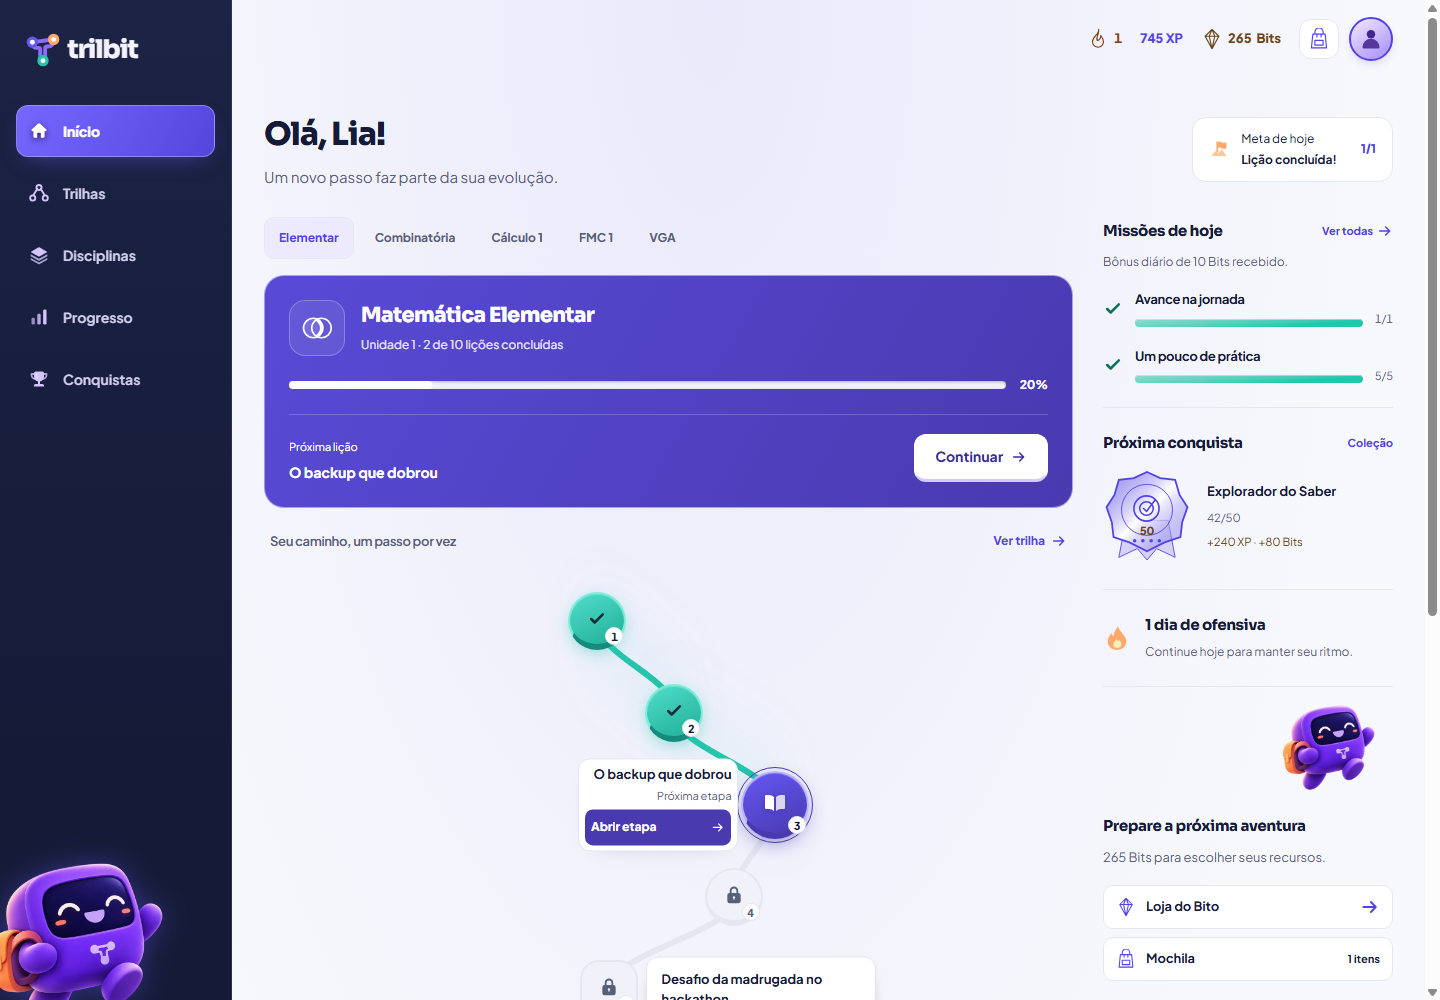 trilbit
Início
Trilhas
Disciplinas
Progresso
Conquistas
1
745 XP
265 Bits
Olá, Lia!
Um novo passo faz parte da sua evolução.
Meta de hoje
Lição concluída!
1/1
Elementar
Combinatória
Cálculo 1
FMC 1
VGA
Matemática Elementar
Unidade 1 · 2 de 10 lições concluídas
20%
Próxima lição
O backup que dobrou
Continuar
Seu caminho, um passo por vez
Ver trilha
1
2
O backup que dobrou
Próxima etapa
Abrir etapa
3
4
Desafio da madrugada no
hackathon
Missões de hoje
Ver todas
Bônus diário de 10 Bits recebido.
Avance na jornada
1/1
Um pouco de prática
5/5
Próxima conquista
Coleção
50
Explorador do Saber
42/50
+240 XP · +80 Bits
1 dia de ofensiva
Continue hoje para manter seu ritmo.
Prepare a próxima aventura
265 Bits para escolher seus recursos.
Loja do Bito
Mochila
1 itens